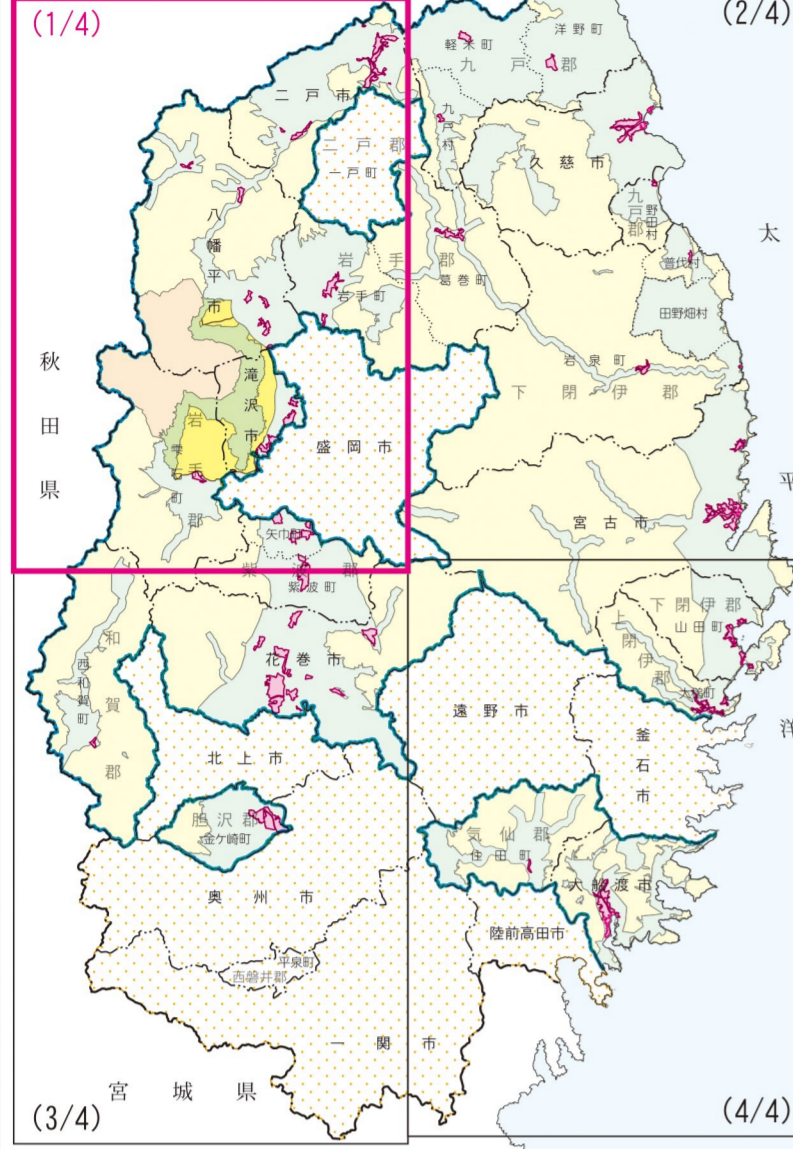 (1/4)
(2/4)
洋野町
軽米町
九戸郡
二戸市
九戸村
二戸郡
一戸町
久慈市
九戸郡
野田村
太
八幡平市
岩手郡
普代村
葛巻町
岩手町
田野畑村
秋田県
岩泉町
滝沢市
下閉伊郡
岩手郡
雫石町
盛岡市
平
宮古市
矢巾町
紫波郡
紫波町
下閉伊郡
山田町
上閉伊郡
和賀郡
西和賀町
花巻市
大槌町
遠野市
洋
釜石市
北上市
胆沢郡
金ケ崎町
気仙郡
住田町
大船渡市
奥州市
陸前高田市
平泉町
西磐井郡
一関市
宮城県
(3/4)
(4/4)